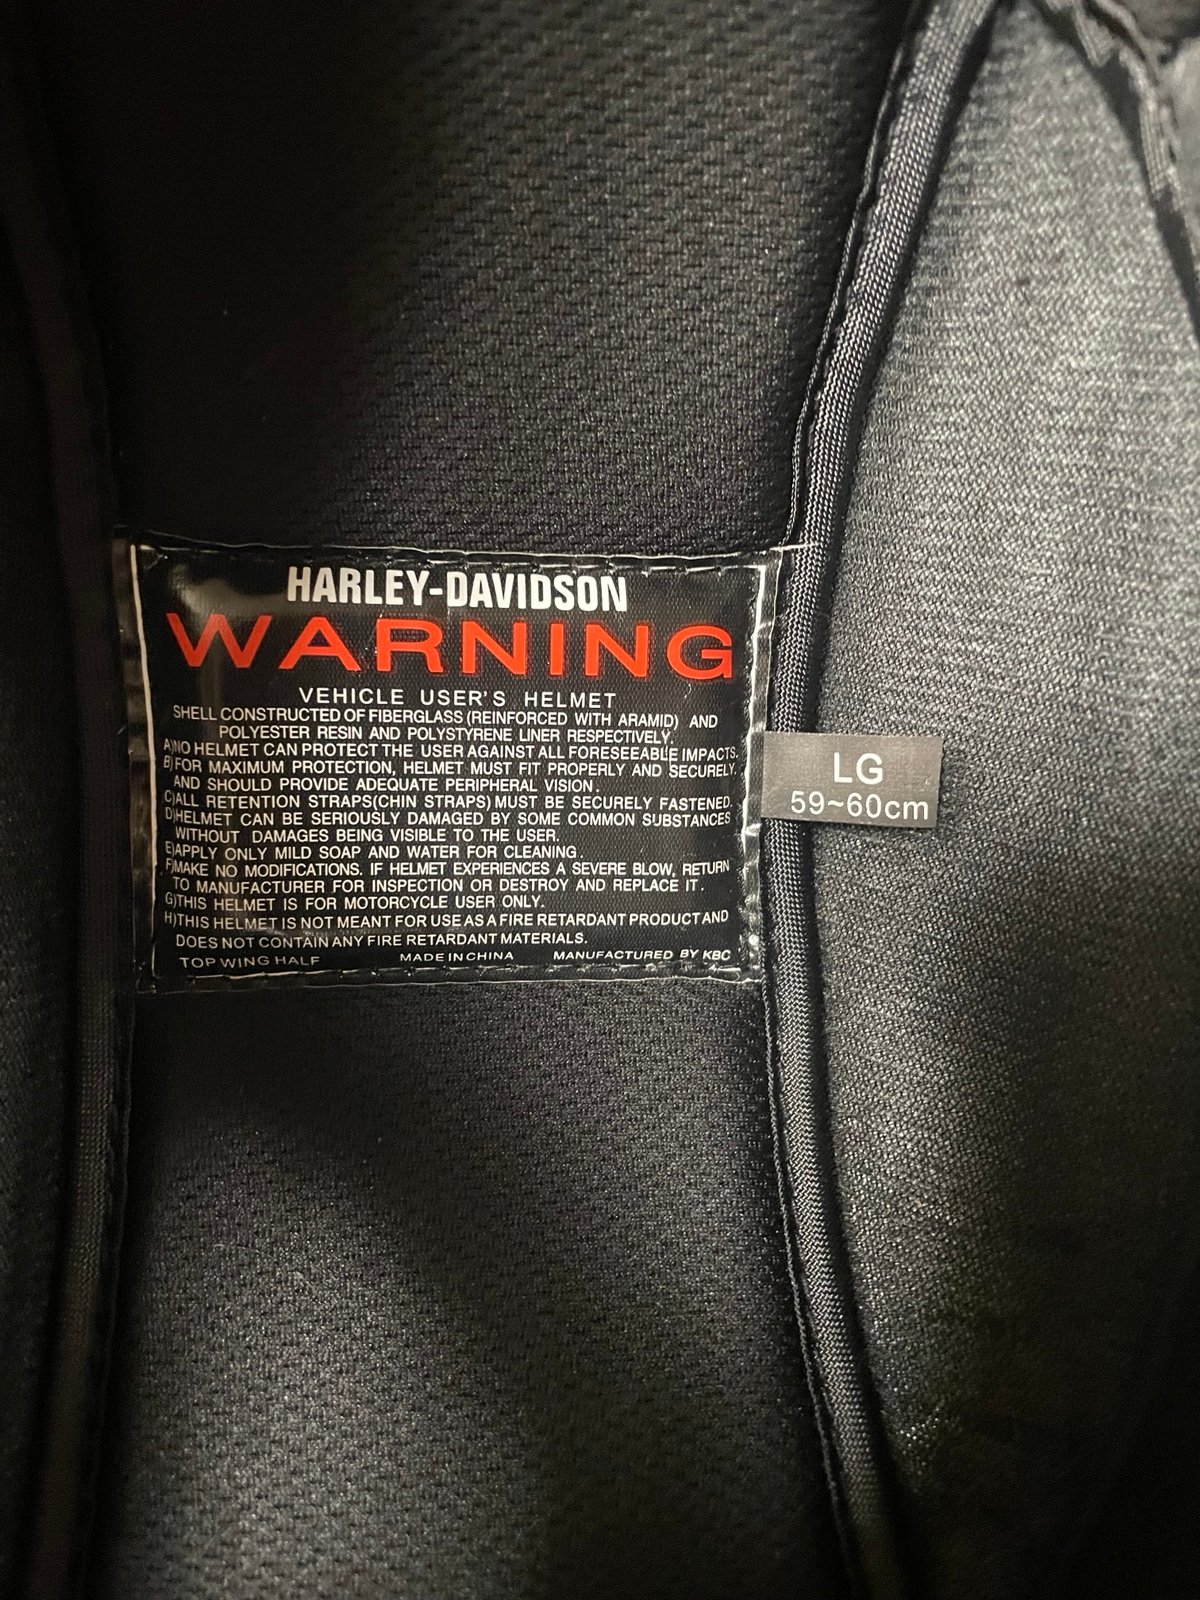 HARLEY-DAVIDSON
WARNING
VEHICLE USER'S HELMET
SHELL CONSTRUCTED OF FIBERGLASS (REINFORCED WITH ARAMID) AND
POLYESTER RESIN AND POLYSTYRENE LINER RESPECTIVELY.
A)NO HELMET CAN PROTECT THE USER AGAINST ALL FORESEEABLE IMPACTS.
B)FOR MAXIMUM PROTECTION, HELMET MUST FIT PROPERLY AND SECURELY.
AND SHOULD PROVIDE ADEQUATE PERIPHERAL VISION.
C)ALL RETENTION STRAPS(CHIN STRAPS) MUST BE SECURELY FASTENED.
D)HELMET CAN BE SERIOUSLY DAMAGED BY SOME COMMON SUBSTANCES
WITHOUT DAMAGES BEING VISIBLE TO THE USER.
E)APPLY ONLY MILD SOAP AND WATER FOR CLEANING.
F)MAKE NO MODIFICATIONS. IF HELMET EXPERIENCES A SEVERE BLOW, RETURN
TO MANUFACTURER FOR INSPECTION OR DESTROY AND REPLACE IT.
G)THIS HELMET IS FOR MOTORCYCLE USER ONLY.
H)THIS HELMET IS NOT MEANT FOR USE AS A FIRE RETARDANT PRODUCT AND
DOES NOT CONTAIN ANY FIRE RETARDANT MATERIALS.
TOP WING HALF MADE IN CHINA MANUFACTURED BY KBC
LG
59~60cm